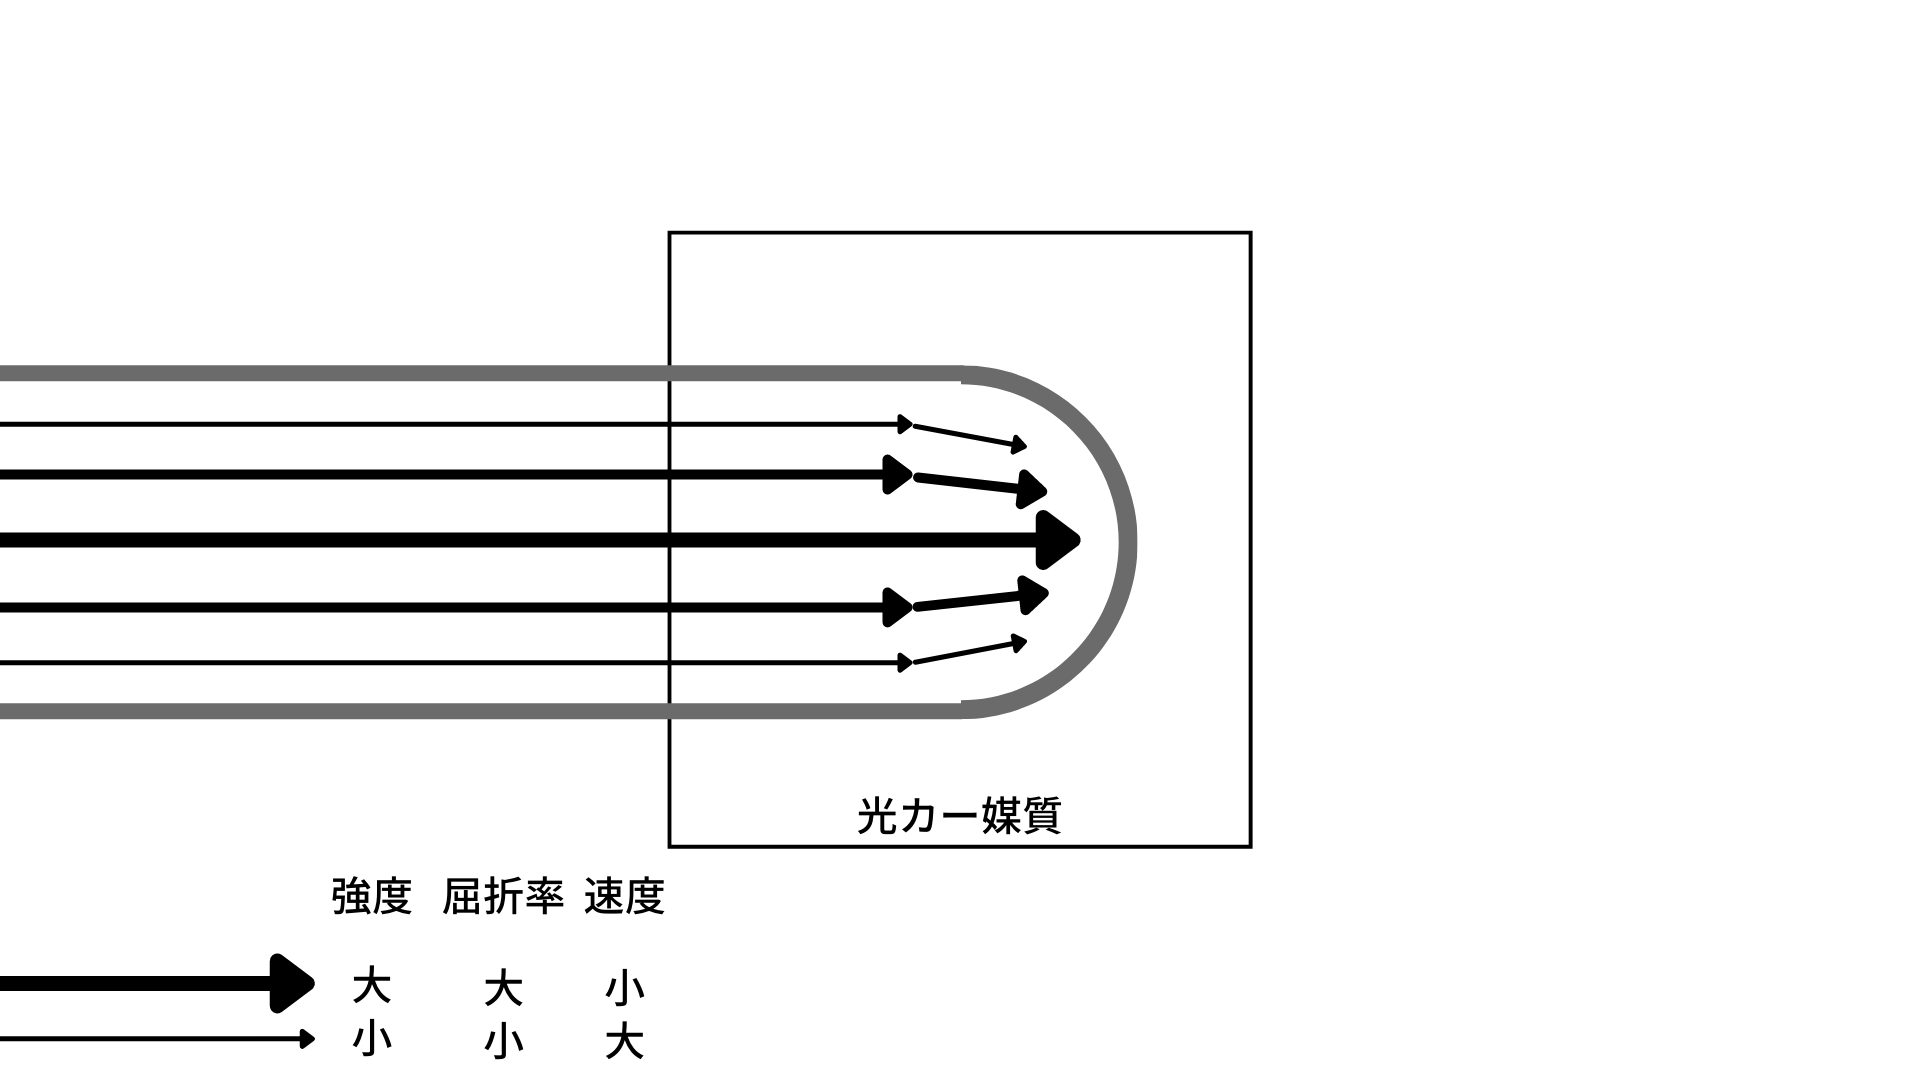 光カー媒質
強度 屈折率 速度
大 大 小
小 小 大